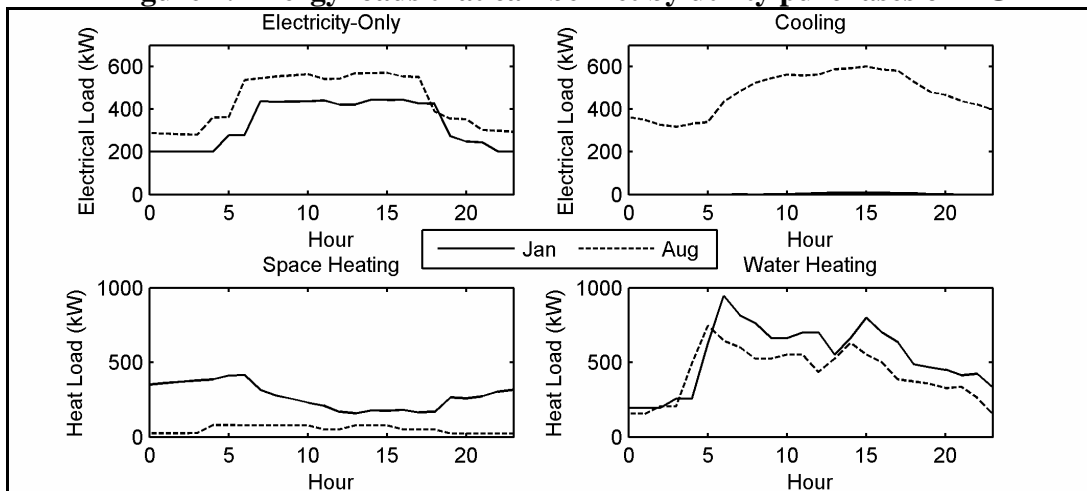 Electricity-Only
Cooling
Electrical Load (kW)
600
400
200
0
0 5 10 15 20
Hour
Electrical Load (kW)
600
400
200
0
0 5 10 15 20
Hour
Jan Aug
Space Heating
Water Heating
Heat Load (kW)
1000
500
0
0 5 10 15 20
Hour
Heat Load (kW)
1000
500
0
0 5 10 15 20
Hour